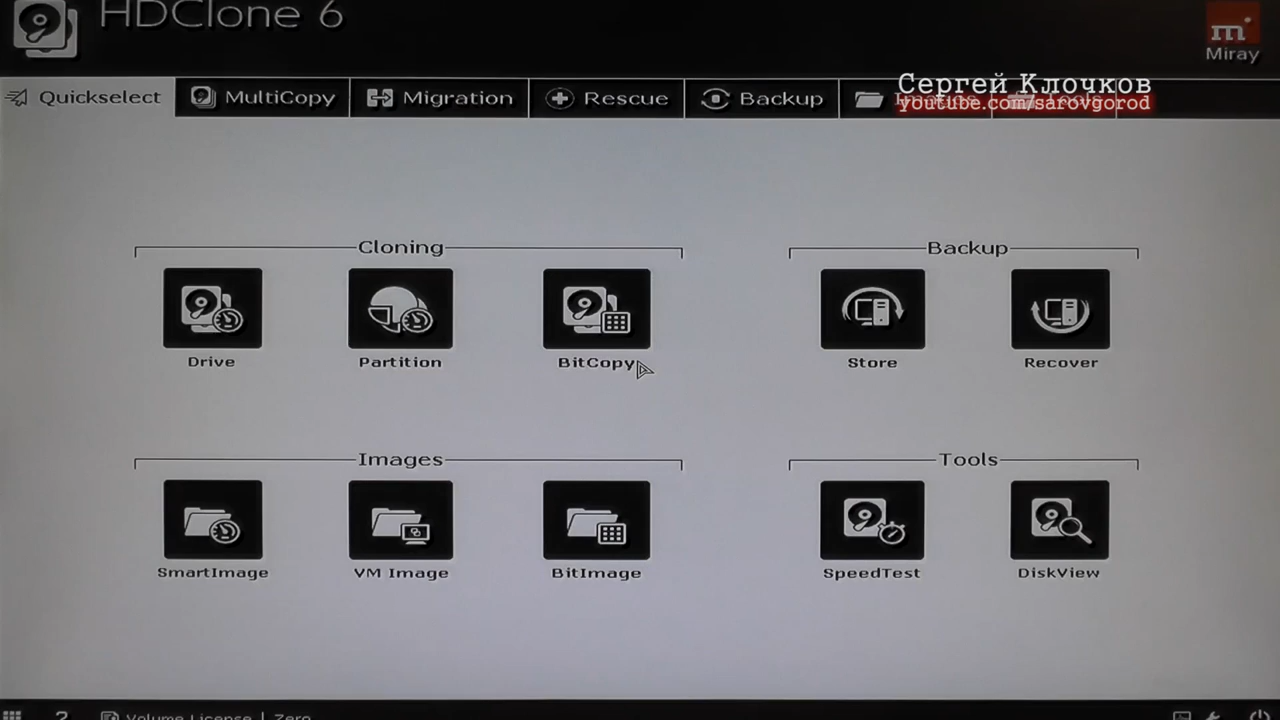 HDClone 6
m
Miray
Сергей Клочков
youtube.com/sarovgorod
Quickselect
MultiCopy
Migration
Rescue
Backup
Cloning
Backup
Drive
Partition
BitCopy
Store
Recover
Images
Tools
SmartImage
VM Image
BitImage
SpeedTest
DiskView
?
Volume License | Zero